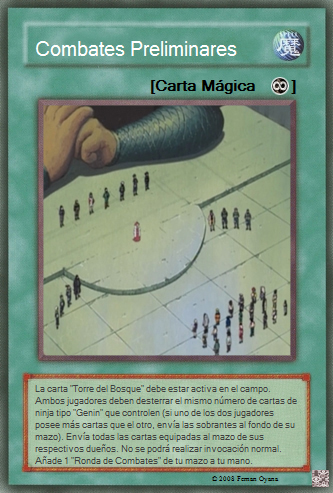 Combates Preliminares
魔
[Carta Mágica ]
La carta "Torre del Bosque" debe estar activa en el campo.
Ambos jugadores deben desterrar el mismo número de cartas de
ninja tipo "Genin" que controlen (si uno de los dos jugadores
posee más cartas que el otro, envía las sobrantes al fondo de su
mazo). Envía todas las cartas equipadas al mazo de sus
respectivos dueños. No se podrá realizar invocación normal.
Añade 1 "Ronda de Combates" de tu mazo a tu mano.
©2008 Ferran Oyana